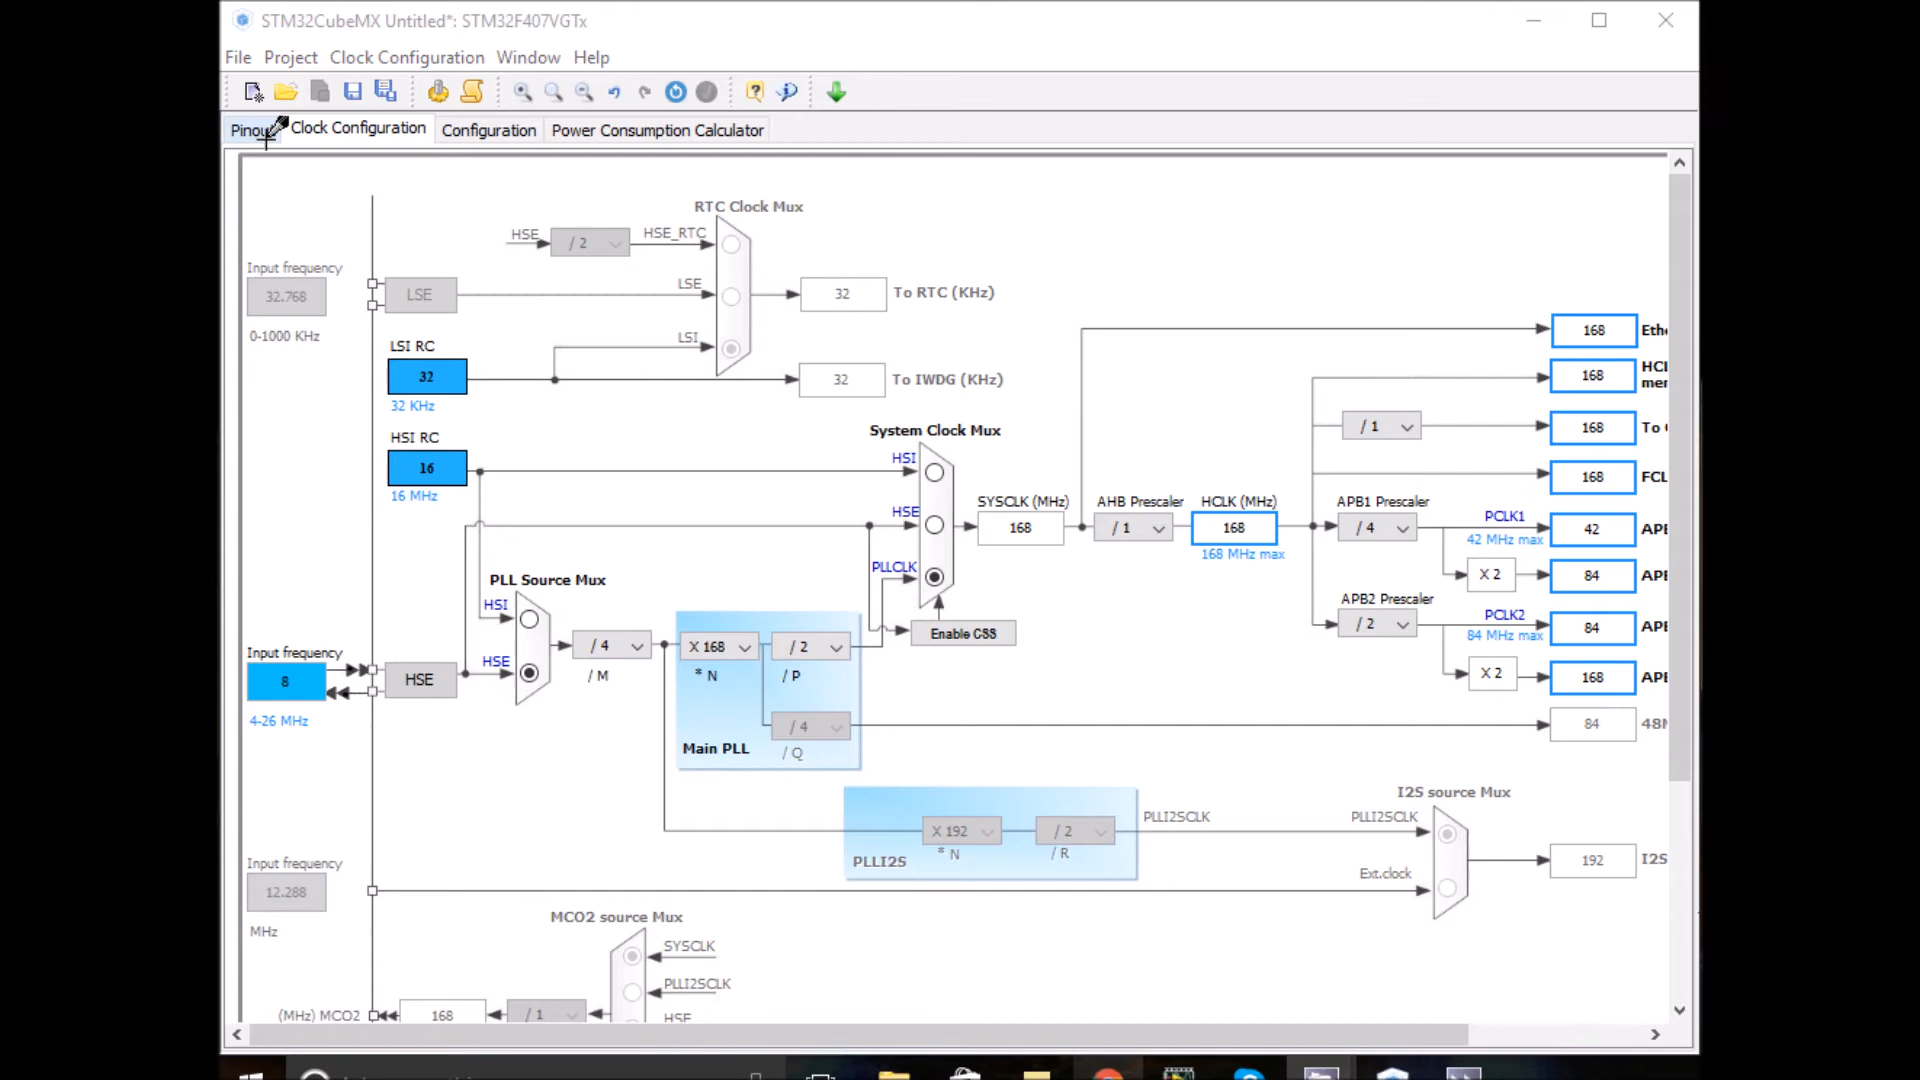 STM32CubeMX Untitled*: STM32F407VGTx
File Project Clock Configuration Window Help
Clock Configuration Configuration Power Consumption Calculator
RTC Clock Mux
HSE / 2 HSE_RTC
Input frequency
32.768
0-1000 KHz
LSE LSE
32 To RTC (KHz)
LSI RC LSI
32
32 KHz
32 To IWDG (KHz)
168
168
/ 1 168
168
HSI RC
16
16 MHz
System Clock Mux
HSI
HSE
PLLCLK
SYSCLK (MHz) AHB Prescaler HCLK (MHz) APB1 Prescaler
168 / 1 168 / 4
168 MHz max
PCLK1 42
42 MHz max
X 2 84
APB2 Prescaler
/ 2 PCLK2 84
84 MHz max
X 2 168
Enable CSS
PLL Source Mux
HSI
HSE
Input frequency
8
4-26 MHz
HSE
/ 4
/ M
X 168 / 2
* N / P
/ 4
/ Q
Main PLL
84
X 192 / 2
* N / R
PLLI2S
PLLI2SCLK PLLI2SCLK
I2S source Mux
Ext.clock
192 I2S
Input frequency
12.288
MHz
MCO2 source Mux
SYSCLK
PLLI2SCLK
HSE
(MHz) MCO2 168 / 1